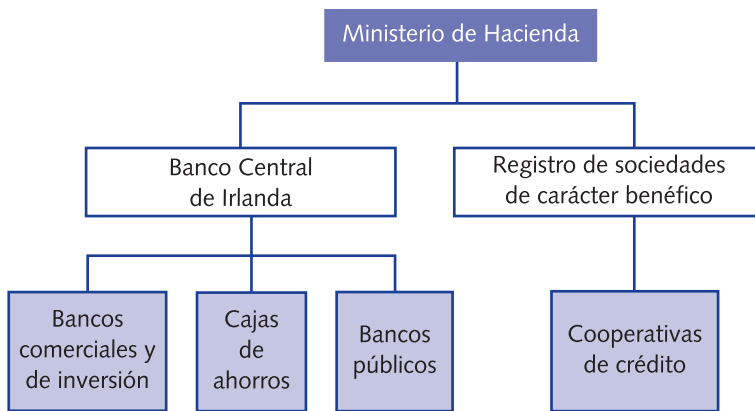 Ministerio de Hacienda
Banco Central
de Irlanda
Registro de sociedades
de carácter benéfico
Bancos
comerciales y
de inversión
Cajas
de
ahorros
Bancos
públicos
Cooperativas
de crédito